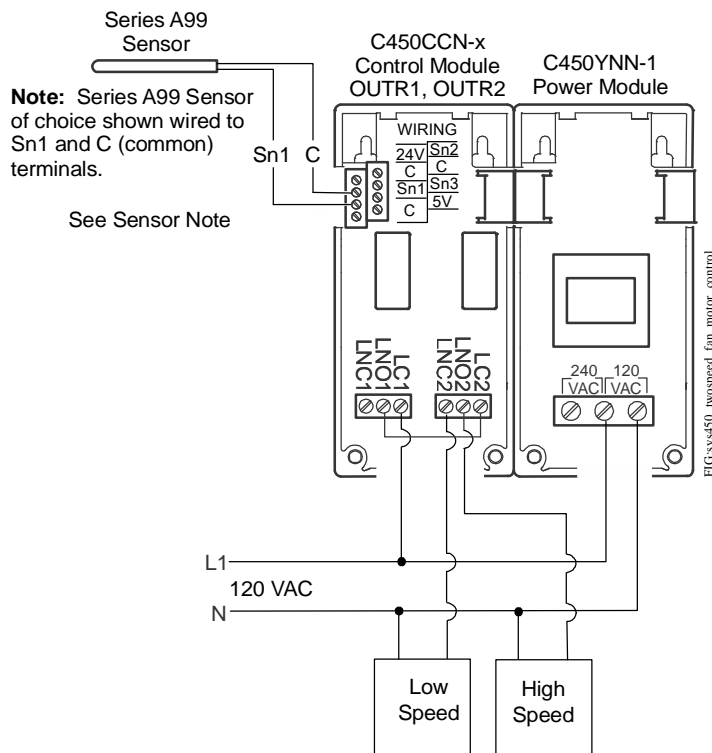 Series A99
Sensor
Note: Series A99 Sensor
of choice shown wired to
Sn1 and C (common)
terminals.
See Sensor Note
Sn1 C
C450CCN-x
Control Module
OUTR1, OUTR2
C450YNN-1
Power Module
WIRING
24V Sn2
C C
Sn1 Sn3
C 5V
LNC1
LNO1
LC1
LNC2
LNO2
LC2
240
VAC
120
VAC
FIG:sys450_twospeed_fan_motor_control
L1
120 VAC
N
Low
Speed
High
Speed